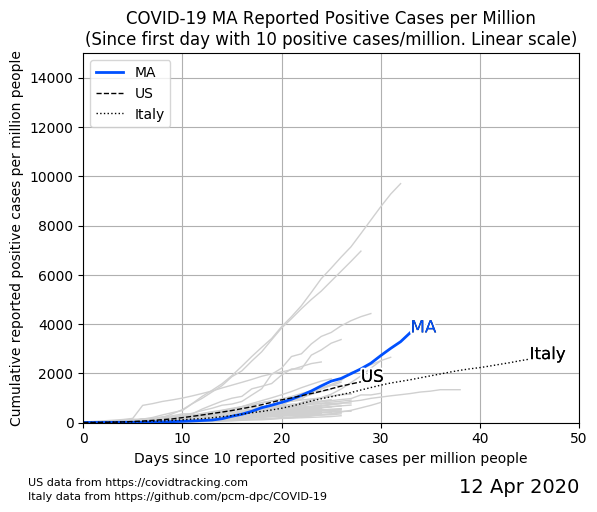 COVID-19 MA Reported Positive Cases per Million
(Since first day with 10 positive cases/million. Linear scale)
Cumulative reported positive cases per million people
14000
12000
10000
8000
6000
4000
2000
0
MA
US
Italy
MA
Italy
US
0 10 20 30 40 50
Days since 10 reported positive cases per million people
US data from https://covidtracking.com
Italy data from https://github.com/pcm-dpc/COVID-19
12 Apr 2020